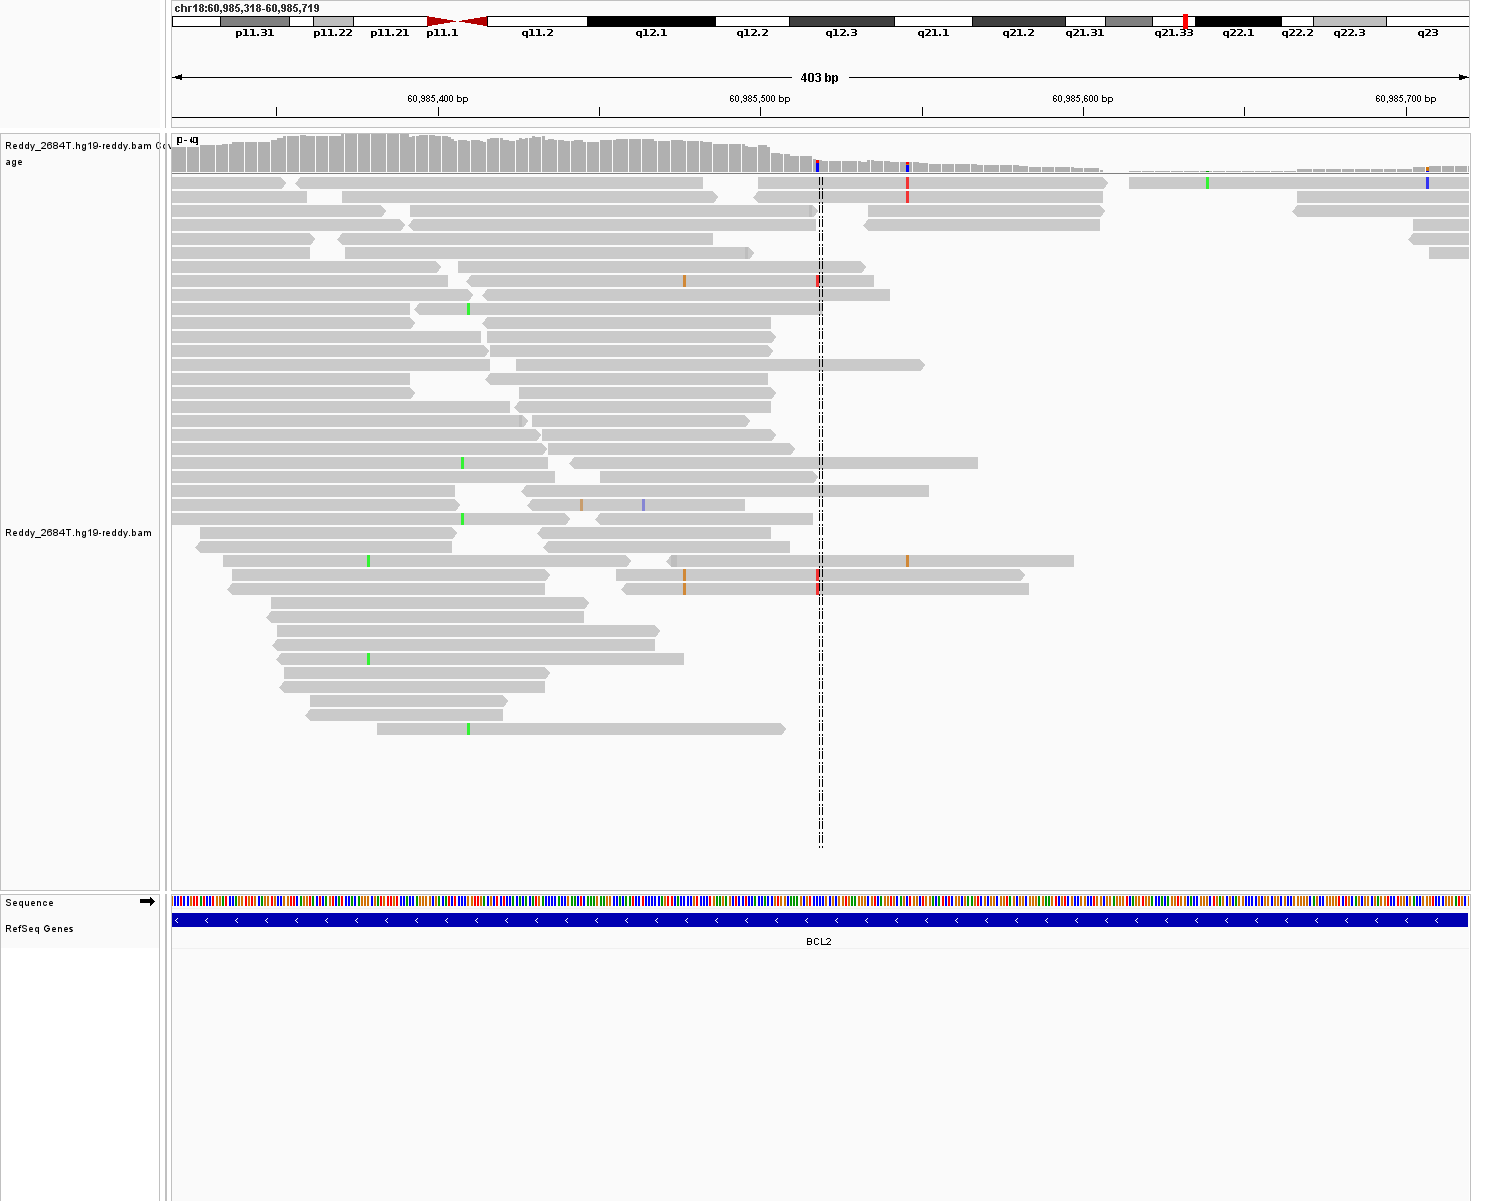 chr18:60,985,318-60,985,719
p11.31 p11.22 p11.21 p11.1 q11.2 q12.1 q12.2 q12.3 q21.1 q21.2 q21.31 q21.33 q22.1 q22.2 q22.3 q23
403 bp
60,985,400 bp 60,985,500 bp 60,985,600 bp 60,985,700 bp
Reddy_2684T.hg19-reddy.bam Cov
age
Reddy_2684T.hg19-reddy.bam
Sequence
RefSeq Genes
BCL2